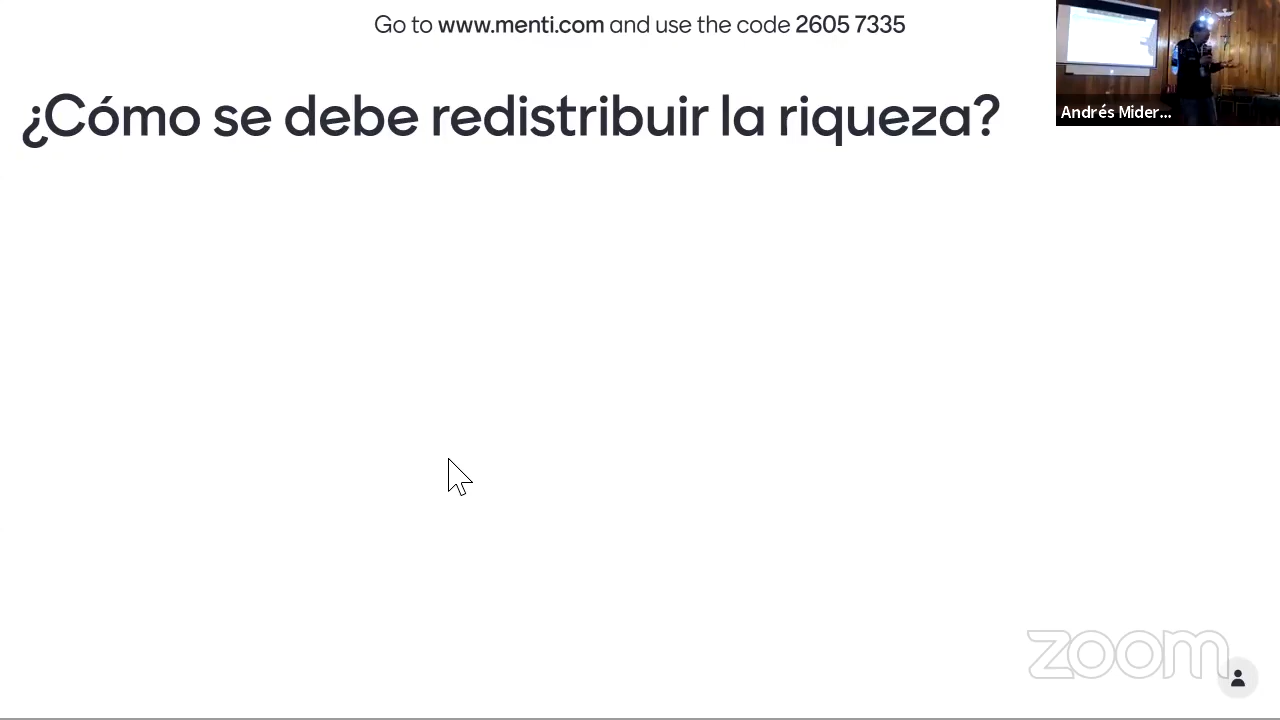 Go to www.menti.com and use the code 2605 7335
¿Cómo se debe redistribuir la riqueza?
Andrés Mider...
zoom